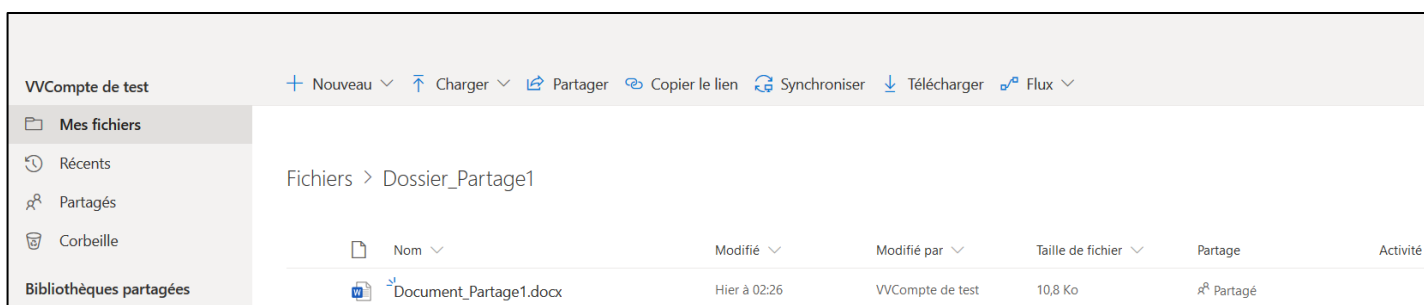 VVCompte de test
Nouveau Charger Partager Copier le lien Synchroniser Télécharger Flux
Mes fichiers
Récents
Partagés
Corbeille
Bibliothèques partagées
Fichiers > Dossier_Partage1
Nom Modifié Modifié par Taille de fichier Partage Activité
Document_Partage1.docx Hier à 02:26 VVCompte de test 10,8 Ko Partagé